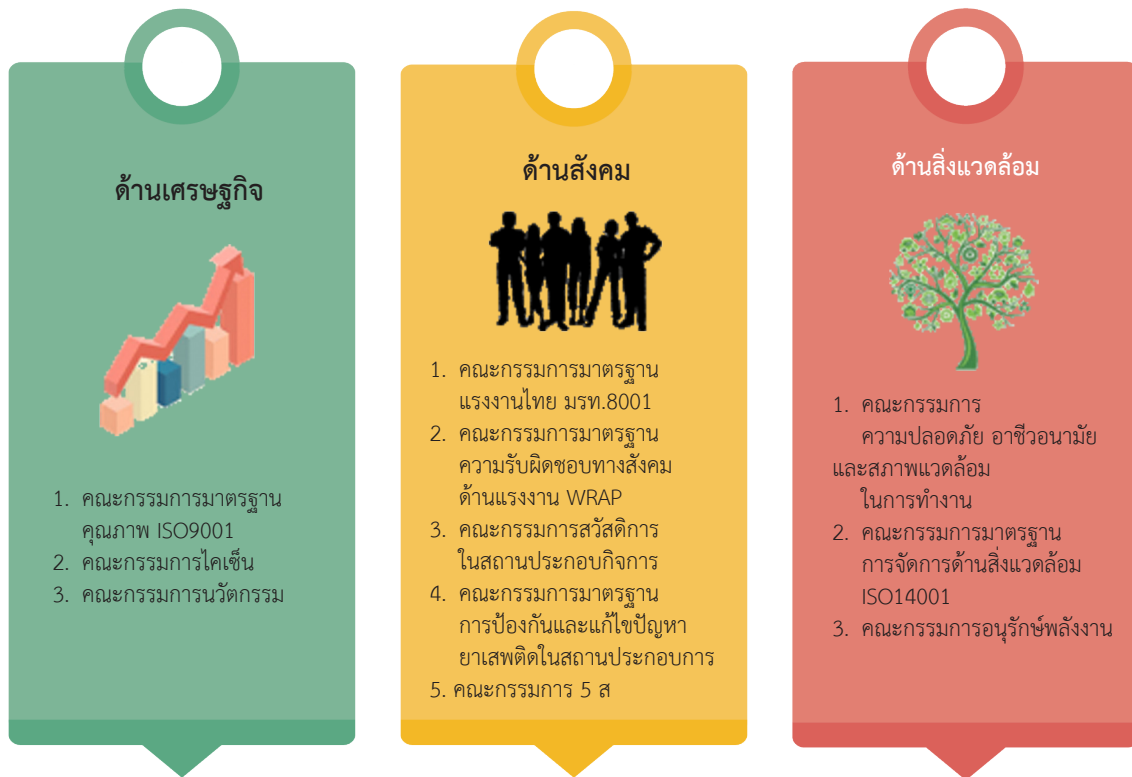 ด้านเศรษฐกิจ
1. คณะกรรมการมาตรฐาน
คุณภาพ ISO9001
2. คณะกรรมการไคเซ็น
3. คณะกรรมการนวัตกรรม
ด้านสังคม
1. คณะกรรมการมาตรฐาน
แรงงานไทย มรท.8001
2. คณะกรรมการมาตรฐาน
ความรับผิดชอบทางสังคม
ด้านแรงงาน WRAP
3. คณะกรรมการสวัสดิการ
ในสถานประกอบกิจการ
4. คณะกรรมการมาตรฐาน
การป้องกันและแก้ไขปัญหา
ยาเสพติดในสถานประกอบการ
5. คณะกรรมการ 5 ส
ด้านสิ่งแวดล้อม
1. คณะกรรมการ
ความปลอดภัย อาชีวอนามัย
และสภาพแวดล้อม
ในการทำงาน
2. คณะกรรมการมาตรฐาน
การจัดการด้านสิ่งแวดล้อม
ISO14001
3. คณะกรรมการอนุรักษ์พลังงาน